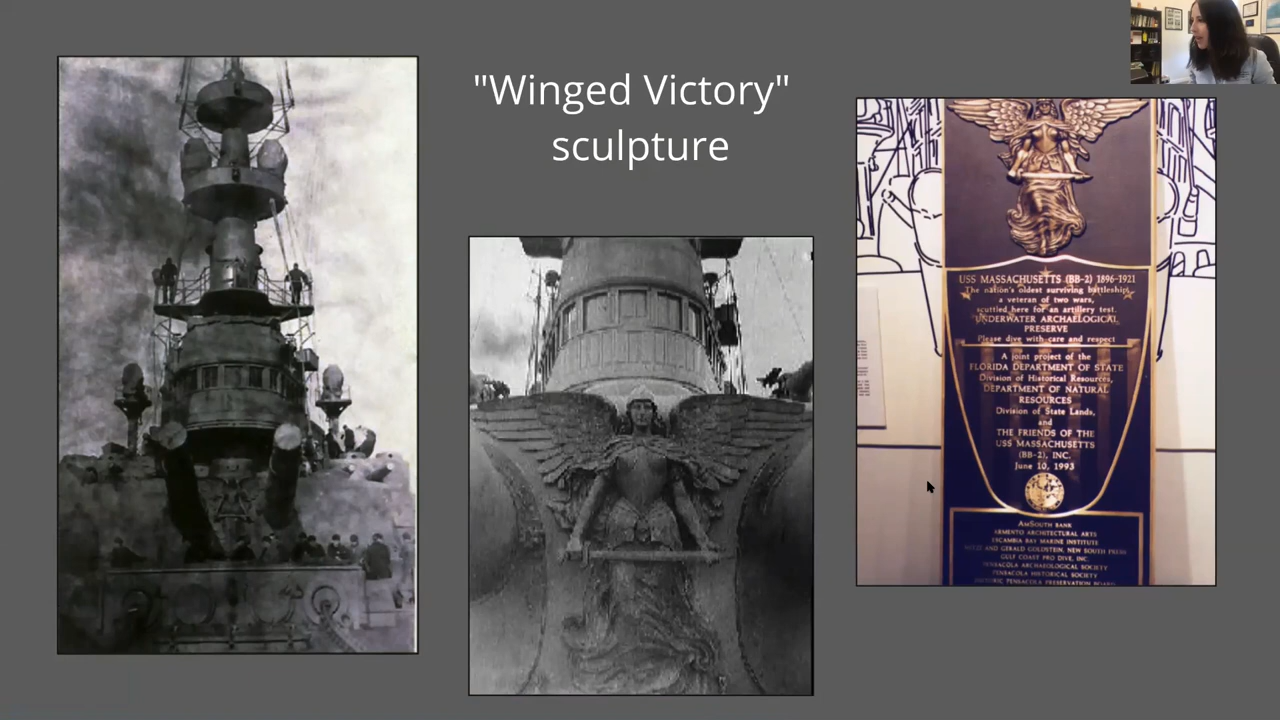 "Winged Victory"
sculpture
USS MASSACHUSETTS (BB-2) 1896-1921
The nation's oldest surviving battleship,
a veteran of two wars,
scuttled here for an artillery test.
UNDERWATER ARCHAEOLOGICAL
PRESERVE
Please dive with care and respect
A joint project of the
FLORIDA DEPARTMENT OF STATE
Division of Historical Resources,
DEPARTMENT OF NATURAL
RESOURCES
Division of State Lands,
and
THE FRIENDS OF THE
USS MASSACHUSETTS
(BB-2), INC.
June 10, 1993
AMSOUTH BANK
ARMENTO ARCHITECTURAL ARTS
ESCAMBIA BAY MARINE INSTITUTE
AND GERALD GOLDSTEIN, NEW SOUTH PRESS
GULF COAST PRO DIVE, INC.
PENSACOLA ARCHAEOLOGICAL SOCIETY
PENSACOLA HISTORICAL SOCIETY
HISTORIC PENSACOLA PRESERVATION BOARD